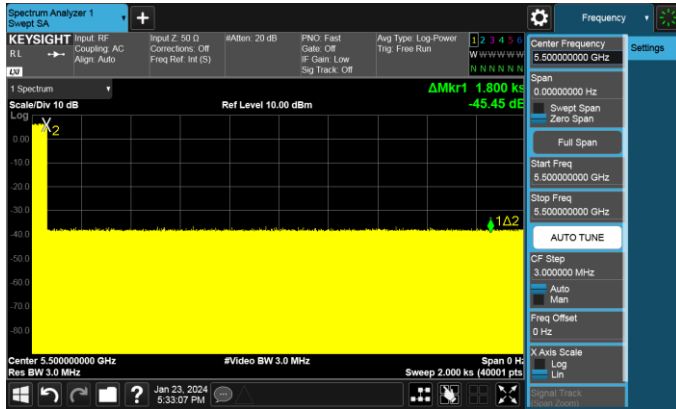 Spectrum Analyzer 1
Swept SA
Frequency
KEYSIGHT
RL
LXI
Input: RF
Coupling: AC
Align: Auto
Input Z: 50 Ω
Corrections: Off
Freq Ref: Int (S)
#Atten: 20 dB
PNO: Fast
Gate: Off
IF Gain: Low
Sig Track: Off
Avg Type: Log-Power
Trig: Free Run
1 2 3 4 5 6
W W W W W W
N N N N N N
1 Spectrum
Scale/Div 10 dB
Ref Level 10.00 dBm
ΔMkr1 1.800 ks
-45.45 dB
Log
0.00
-10.0
-20.0
-30.0
-40.0
-50.0
-60.0
-70.0
-80.0
X2
1Δ2
Center 5.500000000 GHz
Res BW 3.0 MHz
#Video BW 3.0 MHz
Span 0 Hz
Sweep 2.000 ks (40001 pts
Jan 23, 2024
5:33:07 PM
Center Frequency
5.500000000 GHz
Span
0.00000000 Hz
Swept Span
Zero Span
Full Span
Start Freq
5.500000000 GHz
Stop Freq
5.500000000 GHz
AUTO TUNE
CF Step
3.000000 MHz
Auto
Man
Freq Offset
0 Hz
X Axis Scale
Log
Lin
Signal Track
(Span Zoom)
Settings